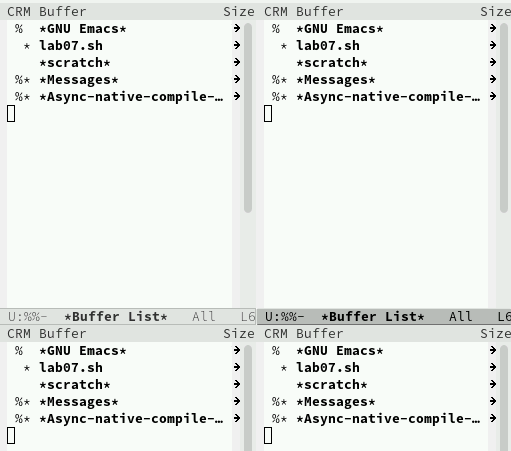 CRM Buffer Size
% *GNU Emacs*
* lab07.sh
*scratch*
%* *Messages*
%* *Async-native-compile-…
U:%%- *Buffer List* All L6
CRM Buffer Size
% *GNU Emacs*
* lab07.sh
*scratch*
%* *Messages*
%* *Async-native-compile-…
U:%%- *Buffer List* All L6
CRM Buffer Size
% *GNU Emacs*
* lab07.sh
*scratch*
%* *Messages*
%* *Async-native-compile-…
CRM Buffer Size
% *GNU Emacs*
* lab07.sh
*scratch*
%* *Messages*
%* *Async-native-compile-…